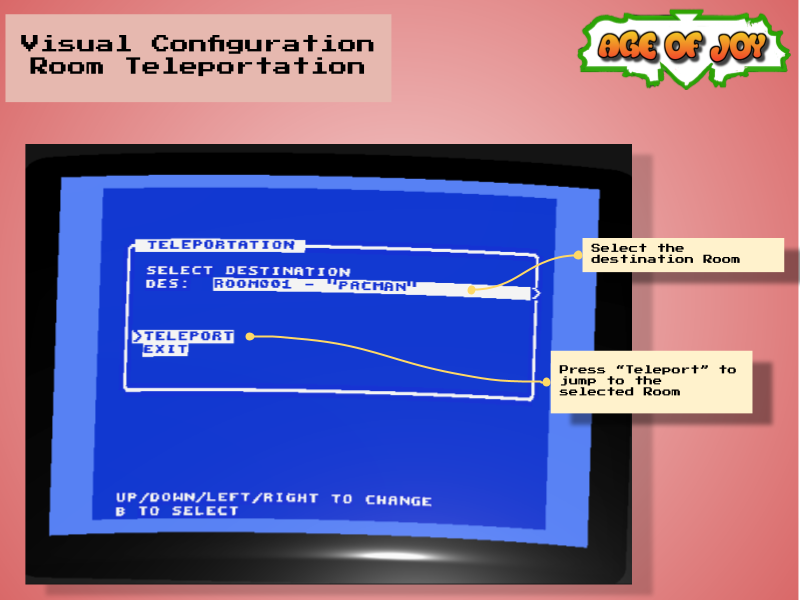 Visual Configuration
Room Teleportation
AGE OF JOY
TELEPORTATION
SELECT DESTINATION
DES: ROOM001 - "PACMAN"
>
>TELEPORT
EXIT
UP/DOWN/LEFT/RIGHT TO CHANGE
B TO SELECT
Select the
destination Room
Press “Teleport” to
jump to the
selected Room